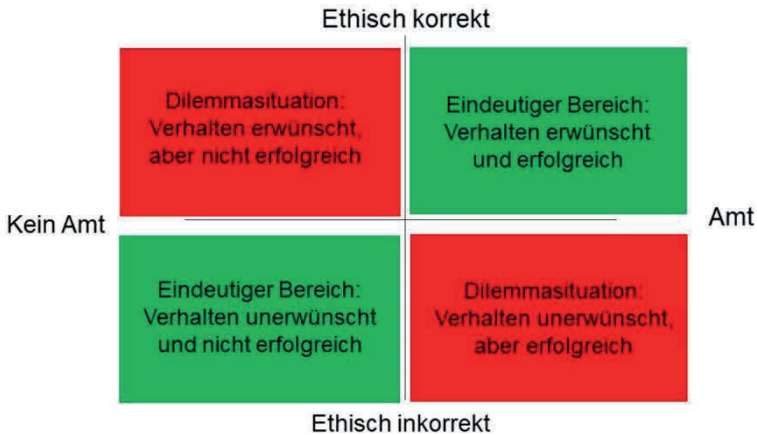 Ethisch korrekt
Dilemmasituation:
Verhalten erwünscht,
aber nicht erfolgreich
Eindeutiger Bereich:
Verhalten erwünscht
und erfolgreich
Kein Amt
Amt
Eindeutiger Bereich:
Verhalten unerwünscht
und nicht erfolgreich
Dilemmasituation:
Verhalten unerwünscht,
aber erfolgreich
Ethisch inkorrekt